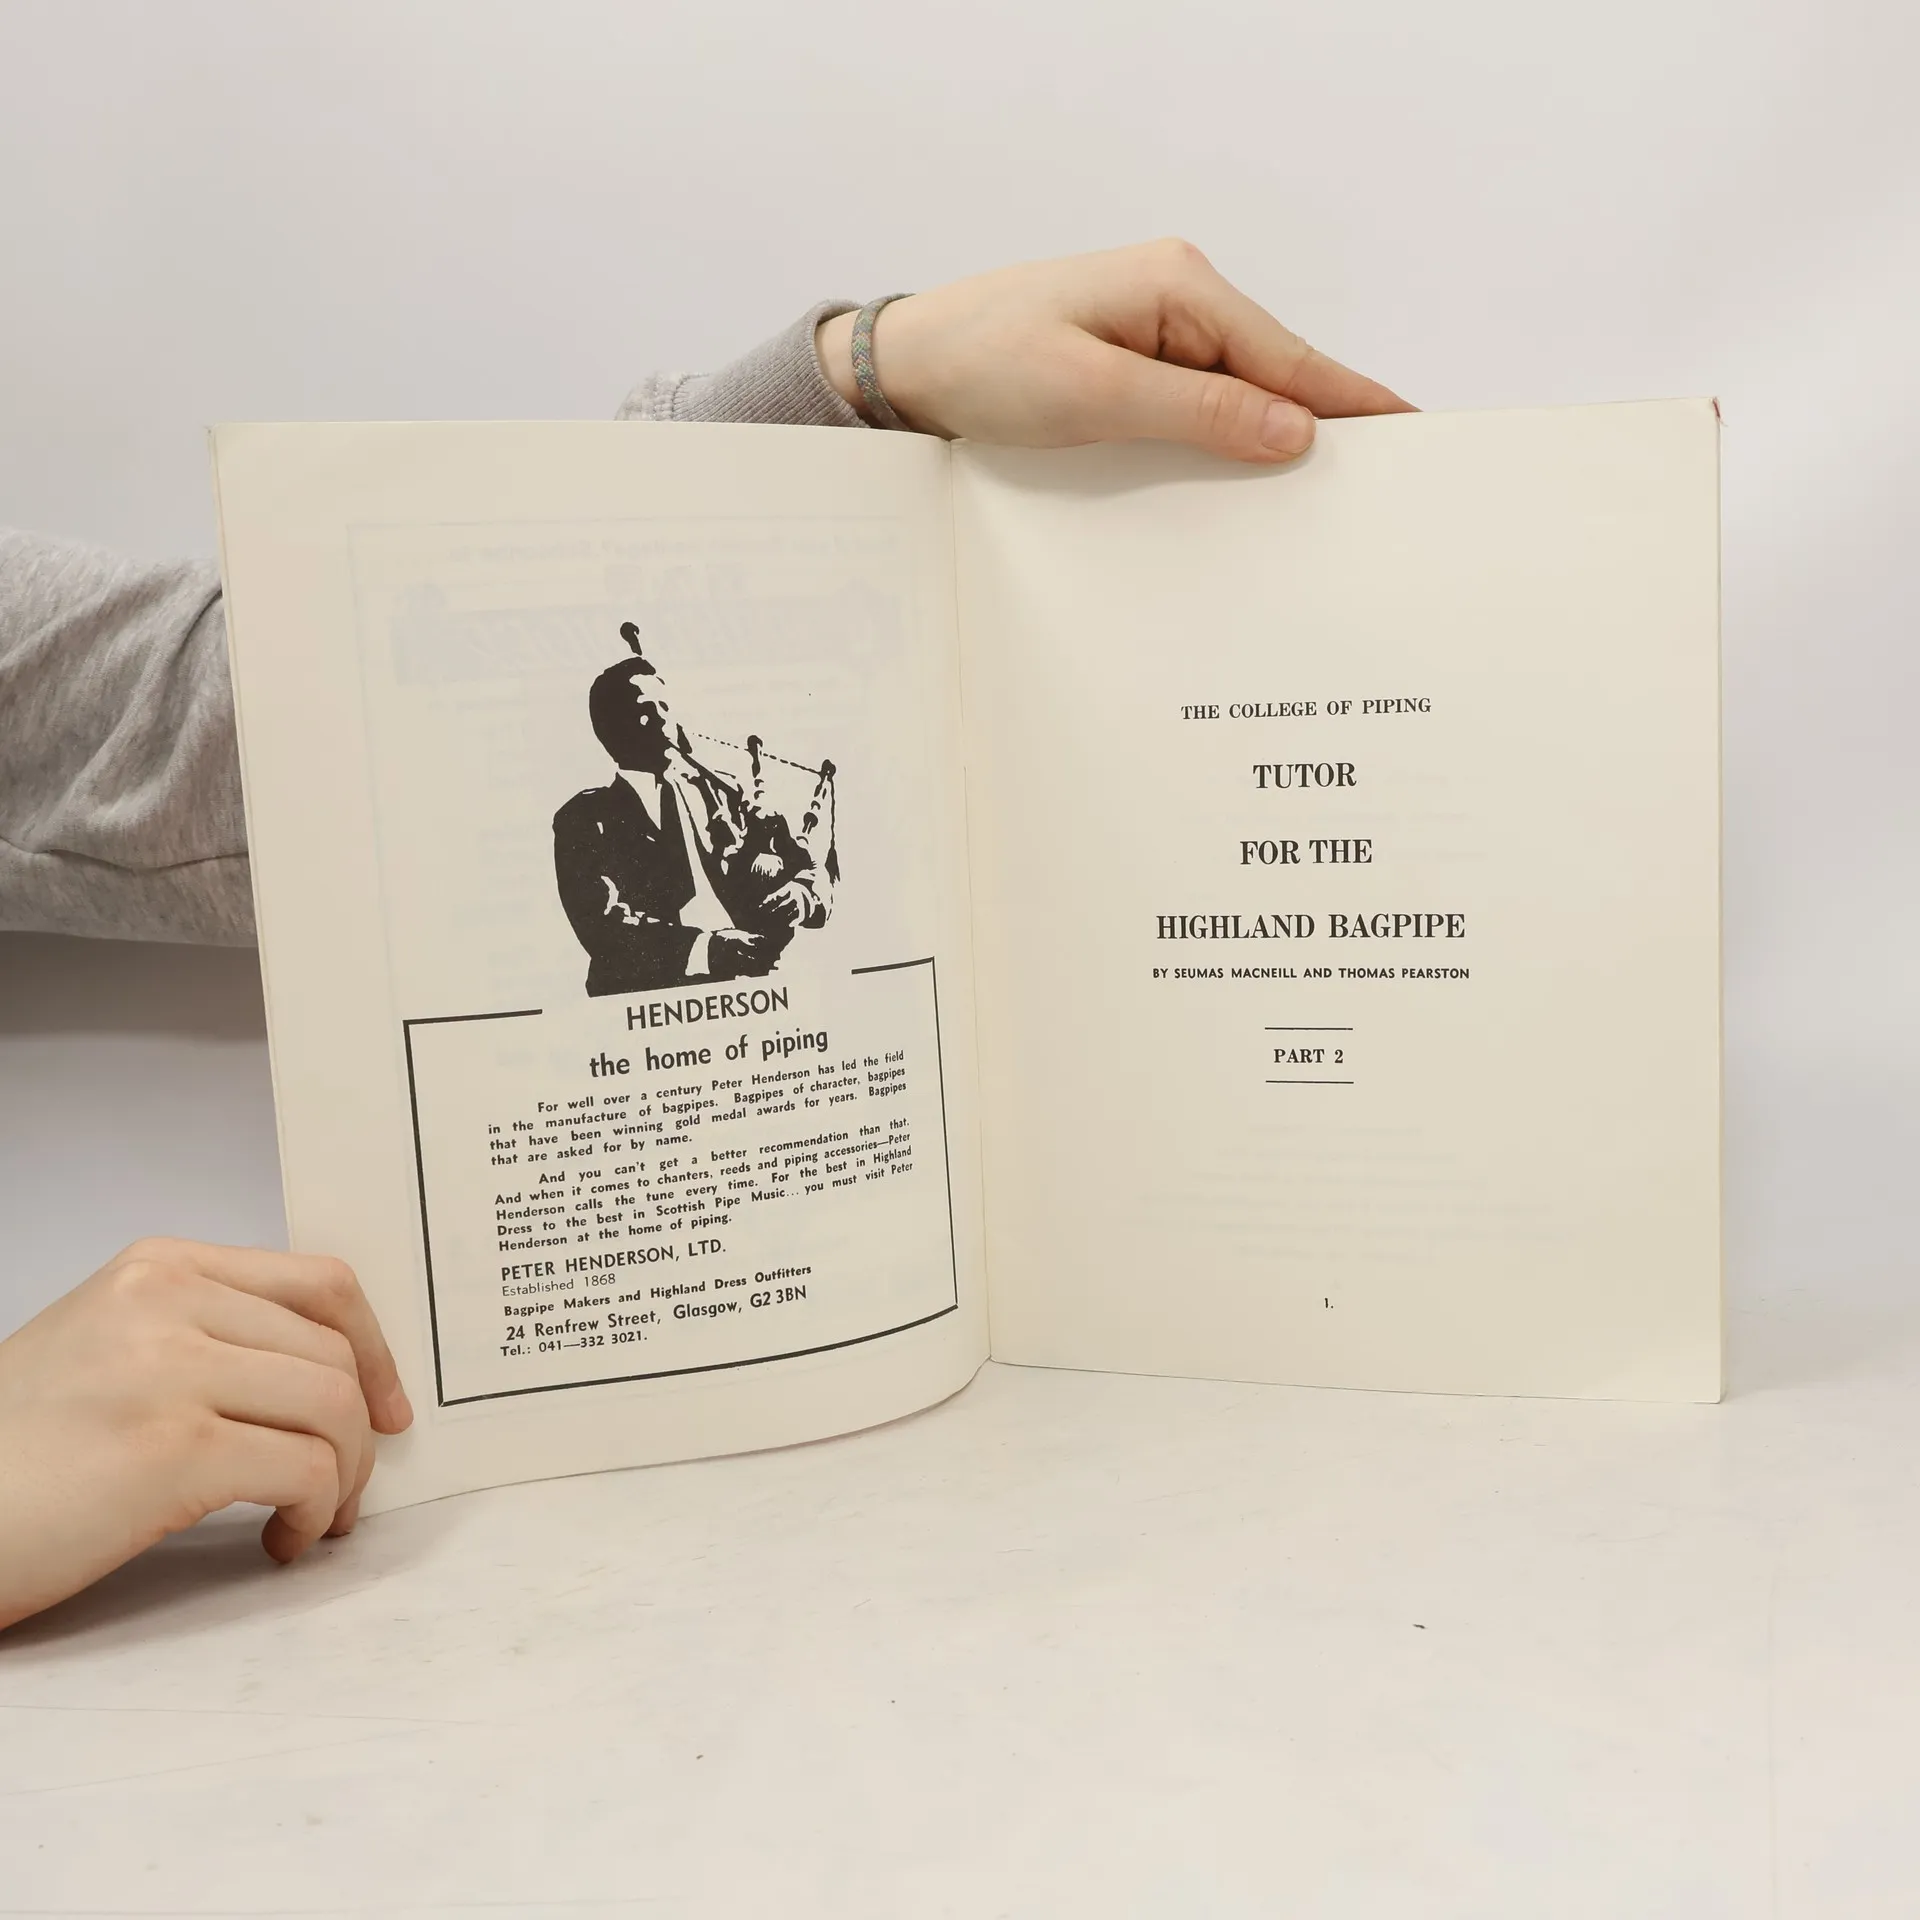 HENDERSON
the home of piping
For well over a century Peter Henderson has led the field
in the manufacture of bagpipes. Bagpipes of character, bagpipes
that have been winning gold medal awards for years. Bagpipes
that are asked for by name.
And you can't get a better recommendation than that.
And when it comes to chanters, reeds and piping accessories—Peter
Henderson calls the tune every time. For the best in Highland
Dress to the best in Scottish Pipe Music... you must visit Peter
Henderson at the home of piping.
PETER HENDERSON, LTD.
Established 1868
Bagpipe Makers and Highland Dress Outfitters
24 Renfrew Street, Glasgow, G2 3BN
Tel.: 041—332 3021.
THE COLLEGE OF PIPING
TUTOR
FOR THE
HIGHLAND BAGPIPE
BY SEUMAS MACNEILL AND THOMAS PEARSTON
PART 2
1.